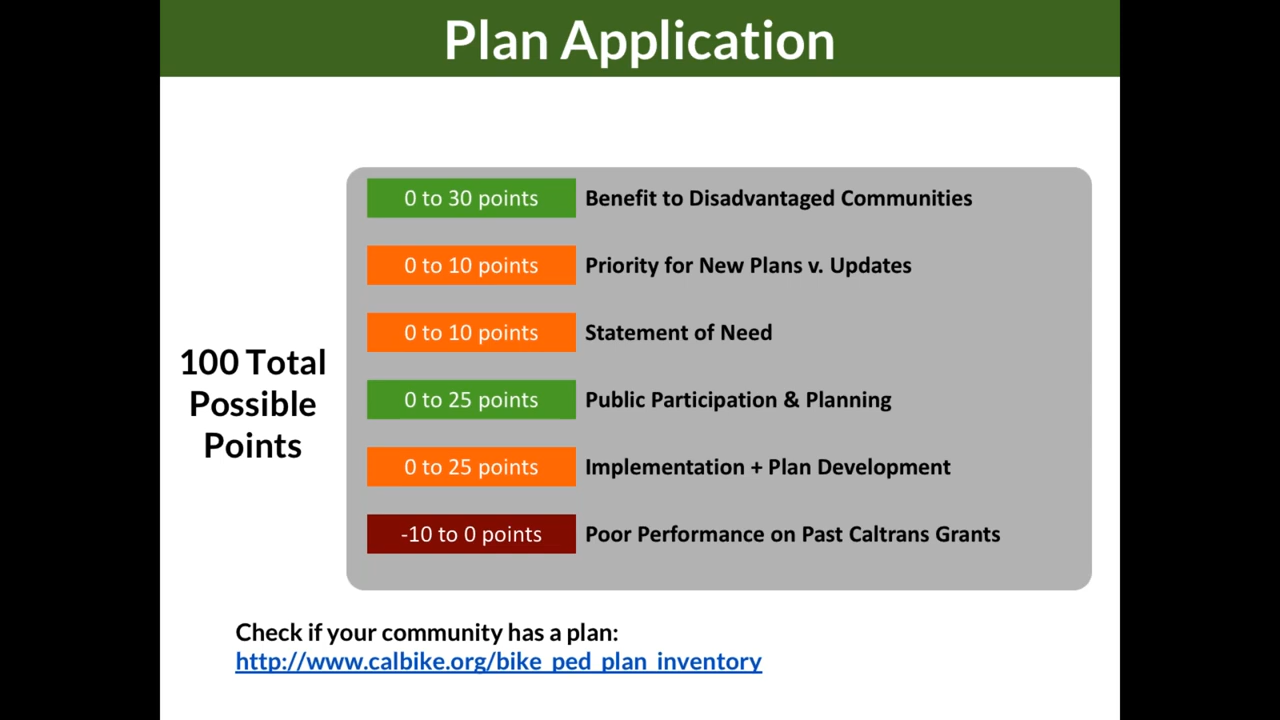 Plan Application
0 to 30 points Benefit to Disadvantaged Communities
0 to 10 points Priority for New Plans v. Updates
0 to 10 points Statement of Need
0 to 25 points Public Participation & Planning
0 to 25 points Implementation + Plan Development
-10 to 0 points Poor Performance on Past Caltrans Grants
100 Total
Possible
Points
Check if your community has a plan:
http://www.calbike.org/bike_ped_plan_inventory